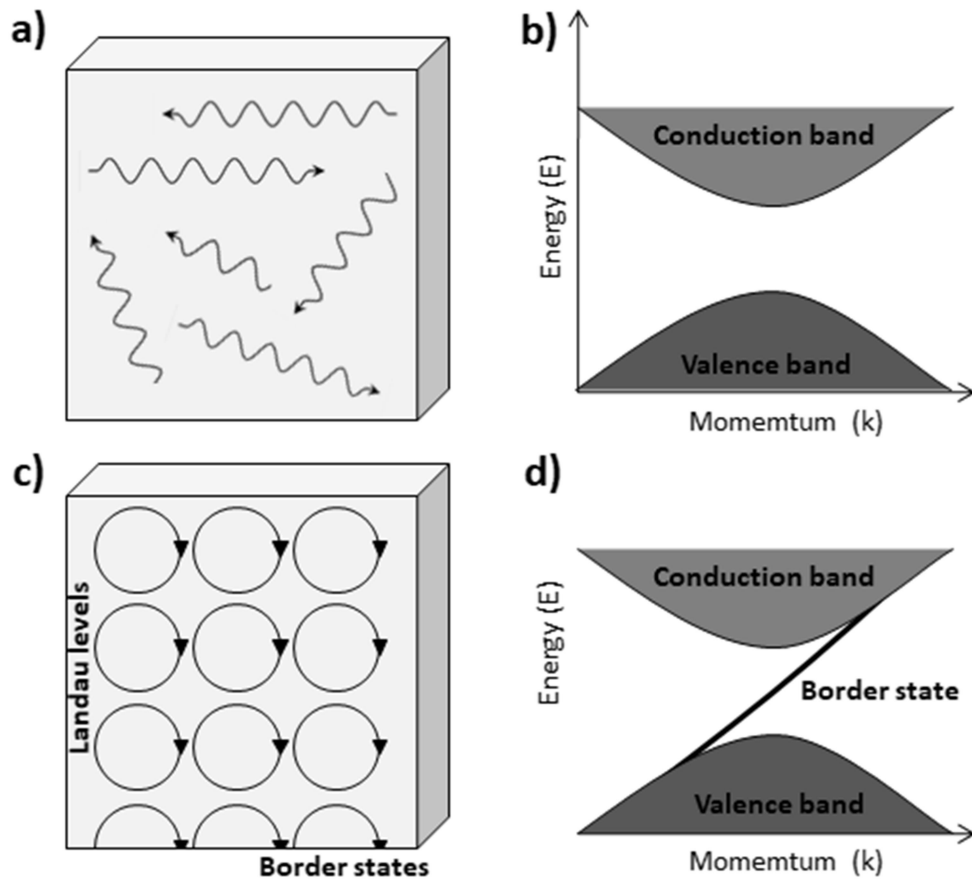 a)
b)
Energy (E)
Conduction band
Valence band
Momemtum (k)
c)
Landau levels
Border states
d)
Energy (E)
Conduction band
Border state
Valence band
Momemtum (k)